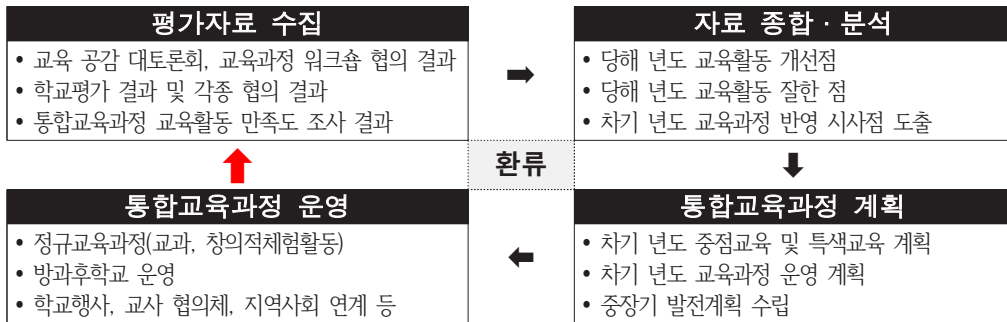 평가자료 수집
• 교육 공감 대토론회, 교육과정 워크숍 협의 결과
• 학교평가 결과 및 각종 협의 결과
• 통합교육과정 교육활동 만족도 조사 결과
자료 종합 · 분석
• 당해 년도 교육활동 개선점
• 당해 년도 교육활동 잘한 점
• 차기 년도 교육과정 반영 시사점 도출
환류
통합교육과정 운영
• 정규교육과정(교과, 창의적체험활동)
• 방과후학교 운영
• 학교행사, 교사 협의체, 지역사회 연계 등
통합교육과정 계획
• 차기 년도 중점교육 및 특색교육 계획
• 차기 년도 교육과정 운영 계획
• 중장기 발전계획 수립